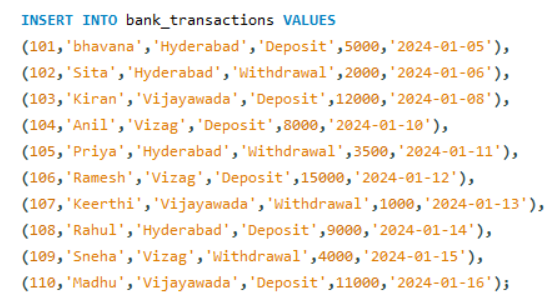 INSERT INTO bank_transactions VALUES
(101,'bhavana','Hyderabad','Deposit',5000,'2024-01-05'),
(102,'Sita','Hyderabad','Withdrawal',2000,'2024-01-06'),
(103,'Kiran','Vijayawada','Deposit',12000,'2024-01-08'),
(104,'Anil','Vizag','Deposit',8000,'2024-01-10'),
(105,'Priya','Hyderabad','Withdrawal',3500,'2024-01-11'),
(106,'Ramesh','Vizag','Deposit',15000,'2024-01-12'),
(107,'Keerthi','Vijayawada','Withdrawal',1000,'2024-01-13'),
(108,'Rahul','Hyderabad','Deposit',9000,'2024-01-14'),
(109,'Sneha','Vizag','Withdrawal',4000,'2024-01-15'),
(110,'Madhu','Vijayawada','Deposit',11000,'2024-01-16');